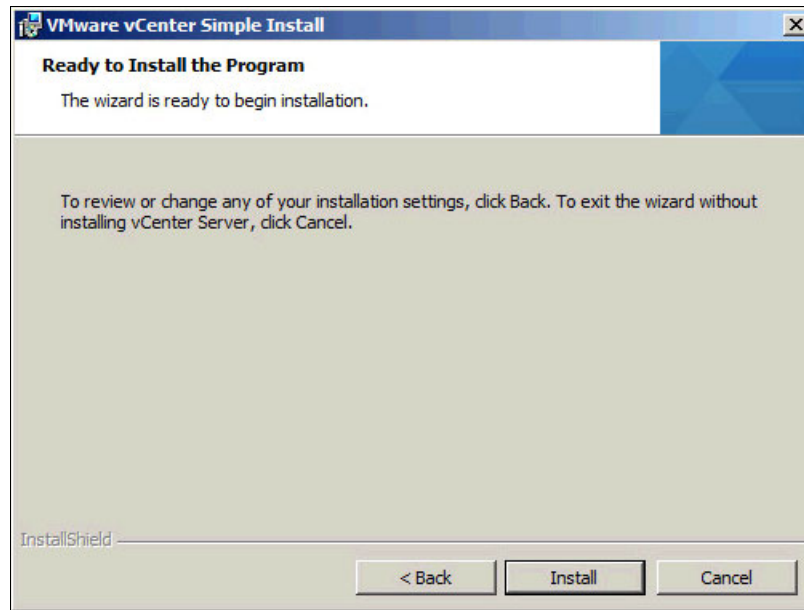 VMware vCenter Simple Install
Ready to Install the Program
The wizard is ready to begin installation.
To review or change any of your installation settings, click Back. To exit the wizard without
installing vCenter Server, click Cancel.
InstallShield
< Back
Install
Cancel